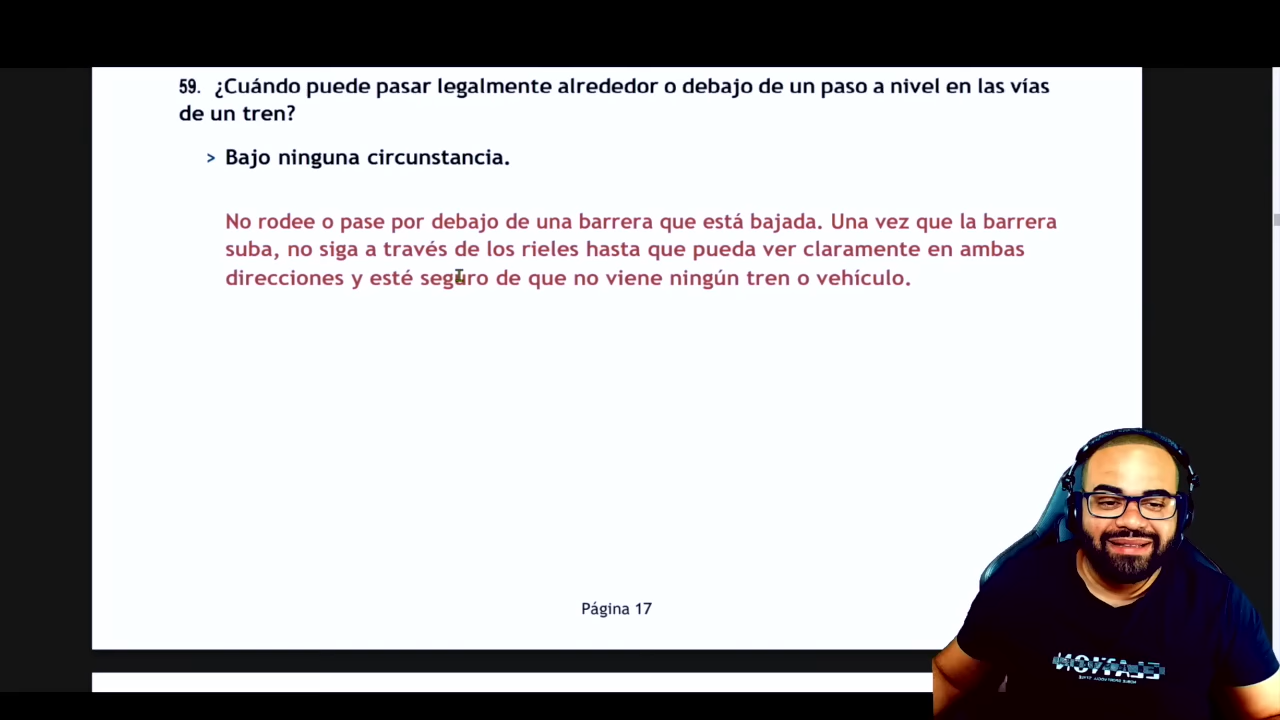 59. ¿Cuándo puede pasar legalmente alrededor o debajo de un paso a nivel en las vías
de un tren?
> Bajo ninguna circunstancia.
No rodee o pase por debajo de una barrera que está bajada. Una vez que la barrera
suba, no siga a través de los rieles hasta que pueda ver claramente en ambas
direcciones y esté seguro de que no viene ningún tren o vehículo.
Página 17